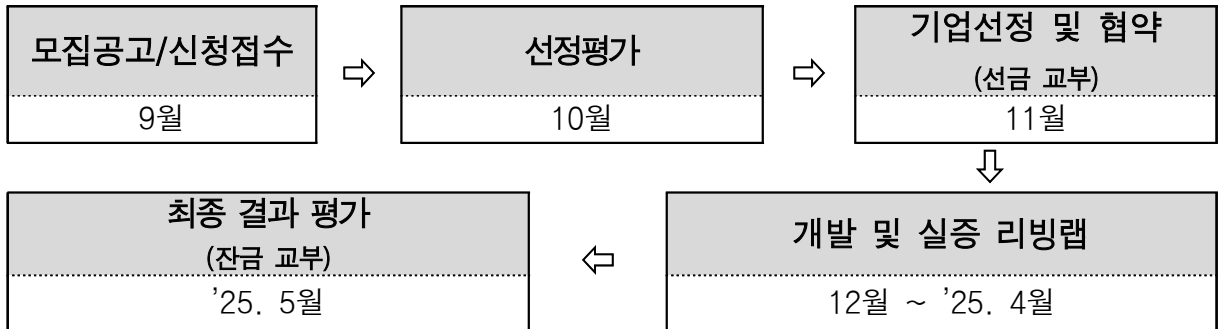 모집공고/신청접수
9월
⇨
선정평가
10월
⇨
기업선정 및 협약
(선금 교부)
11월
⇩
개발 및 실증 리빙랩
12월 ~ ’25. 4월
⇦
최종 결과 평가
(잔금 교부)
’25. 5월